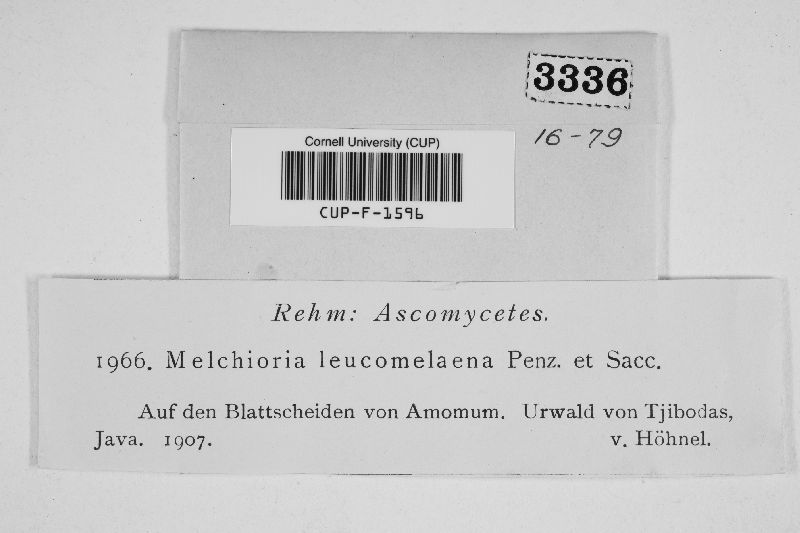 3336
16-79
Cornell University (CUP)
CUP-F-1596
Rehm: Ascomycetes.
1966. Melchioria leucomelaena Penz. et Sacc.
Auf den Blattscheiden von Amomum. Urwald von Tjibodas,
Java. 1907. v. Höhnel.